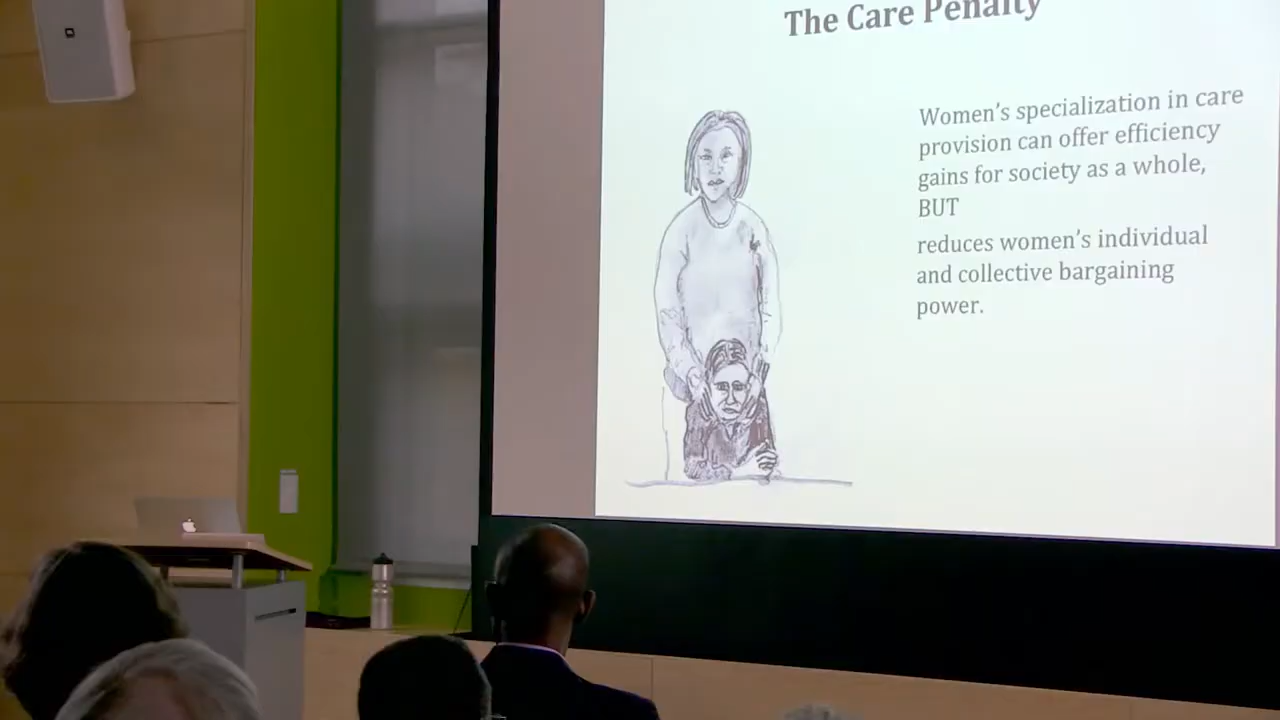 The Care Penalty
Women’s specialization in care
provision can offer efficiency
gains for society as a whole,
BUT
reduces women’s individual
and collective bargaining
power.